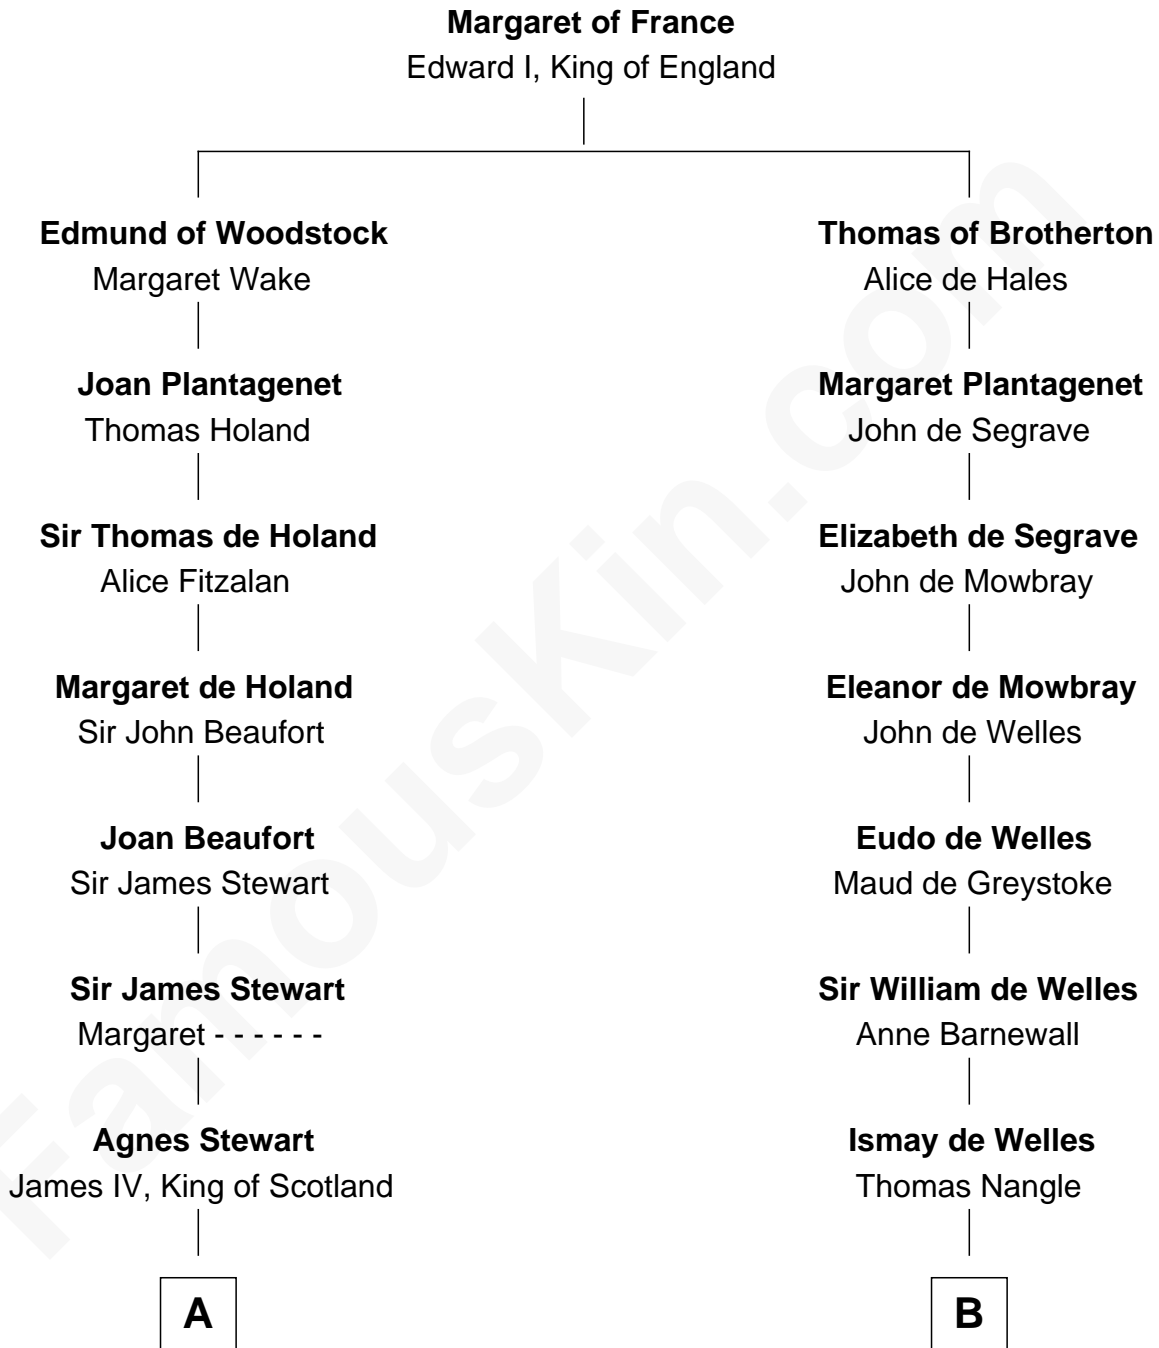 Margaret of France
Edward I, King of England
Edmund of Woodstock
Margaret Wake
Thomas of Brotherton
Alice de Hales
Joan Plantagenet
Thomas Holand
Margaret Plantagenet
John de Segrave
Sir Thomas de Holand
Alice Fitzalan
Elizabeth de Segrave
John de Mowbray
Margaret de Holand
Sir John Beaufort
Eleanor de Mowbray
John de Welles
Joan Beaufort
Sir James Stewart
Eudo de Welles
Maud de Greystoke
Sir James Stewart
Margaret - - - - - -
Sir William de Welles
Anne Barnewall
Agnes Stewart
James IV, King of Scotland
Ismay de Welles
Thomas Nangle
A
B
FamousKin.com